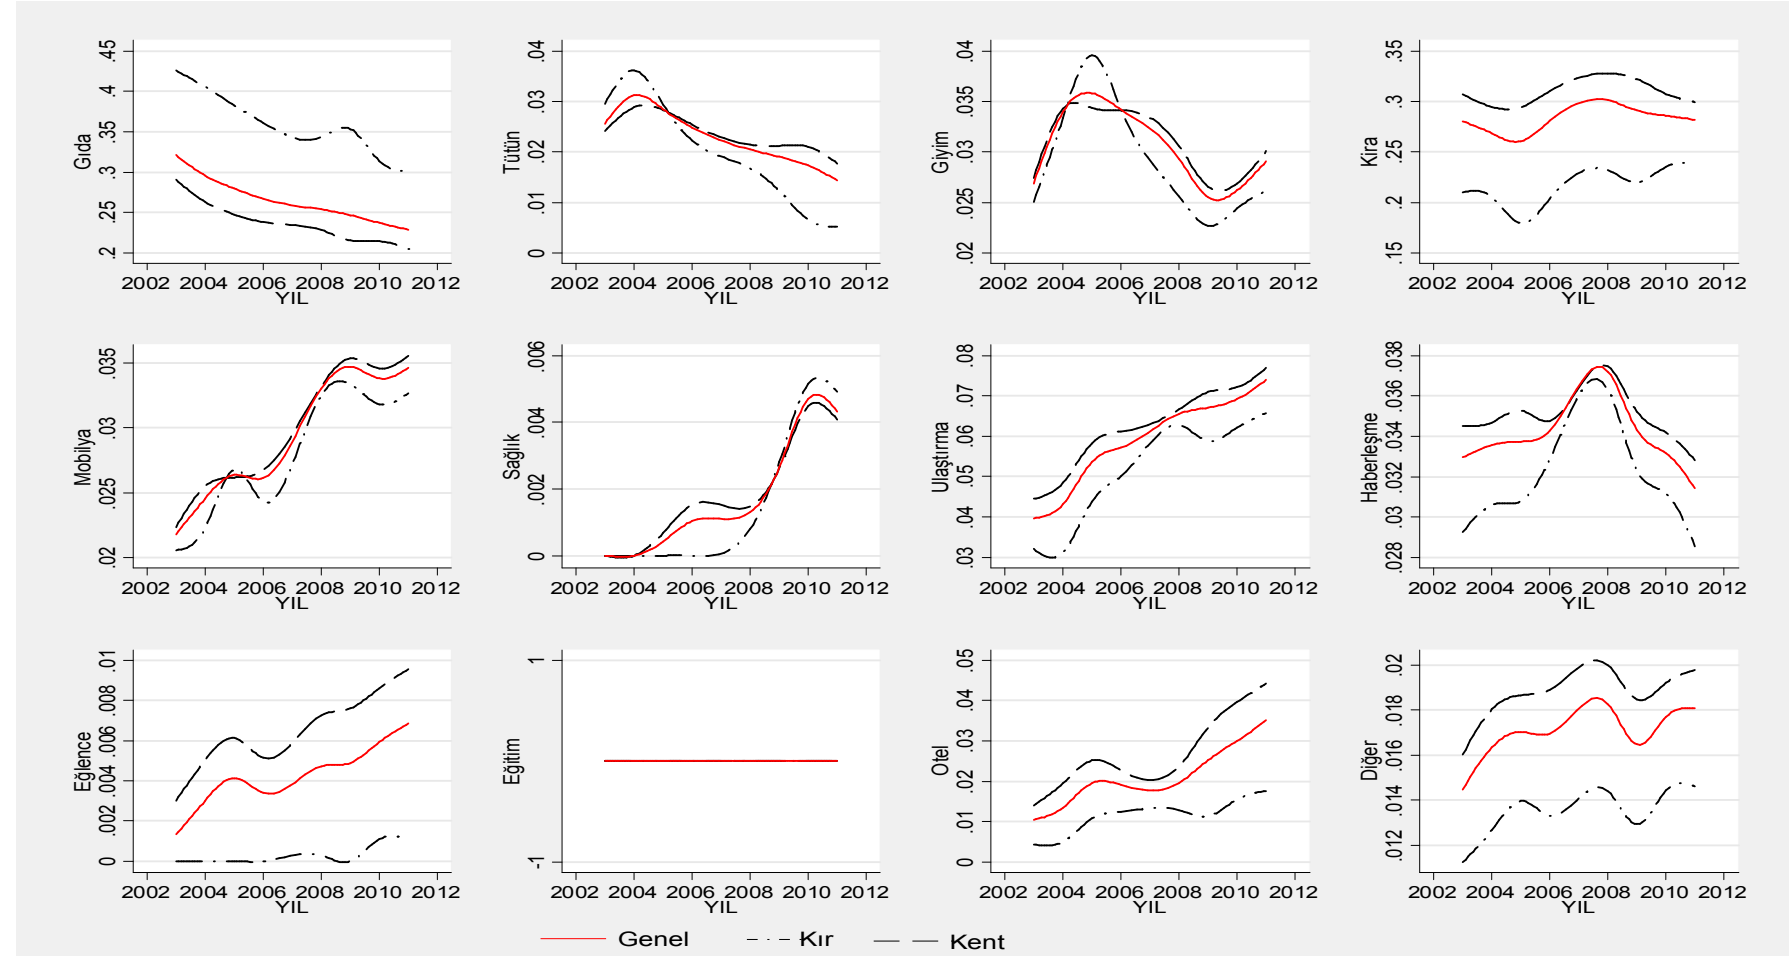 Gıda
.2 .25 .3 .35 .4 .45
2002 2004 2006 2008 2010 2012
YIL
Tütün
0 .01 .02 .03 .04
2002 2004 2006 2008 2010 2012
YIL
Giyim
.02 .025 .03 .035 .04
2002 2004 2006 2008 2010 2012
YIL
Kira
.15 .2 .25 .3 .35
2002 2004 2006 2008 2010 2012
YIL
Mobilya
.02 .025 .03 .035
2002 2004 2006 2008 2010 2012
YIL
Sağlık
0 .002 .004 .006
2002 2004 2006 2008 2010 2012
YIL
Ulaştırma
.03 .04 .05 .06 .07 .08
2002 2004 2006 2008 2010 2012
YIL
Haberleşme
.028 .03 .032 .034 .036 .038
2002 2004 2006 2008 2010 2012
YIL
Eğlence
0 .002 .004 .006 .008 .01
2002 2004 2006 2008 2010 2012
YIL
Eğitim
-1 1
2002 2004 2006 2008 2010 2012
YIL
Otel
0 .01 .02 .03 .04 .05
2002 2004 2006 2008 2010 2012
YIL
Diğer
.012 .014 .016 .018 .02
2002 2004 2006 2008 2010 2012
YIL
Genel Kır Kent